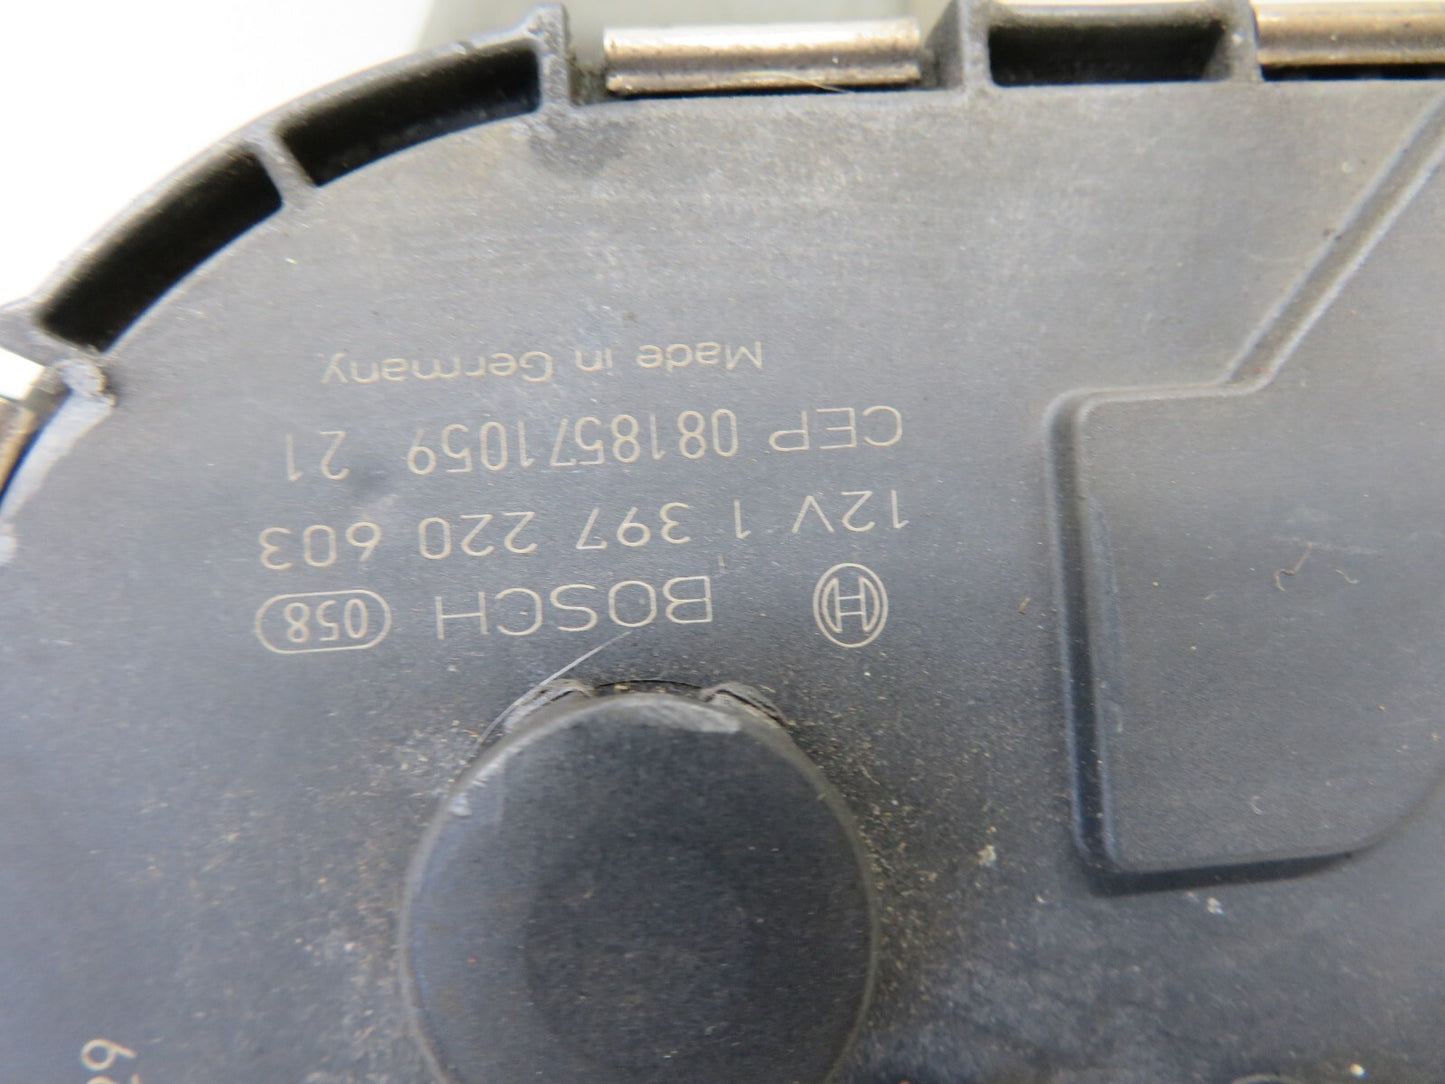 BOSCH 058
12V 1 397 220 603
CEP 0818571059 21
Made in Germany